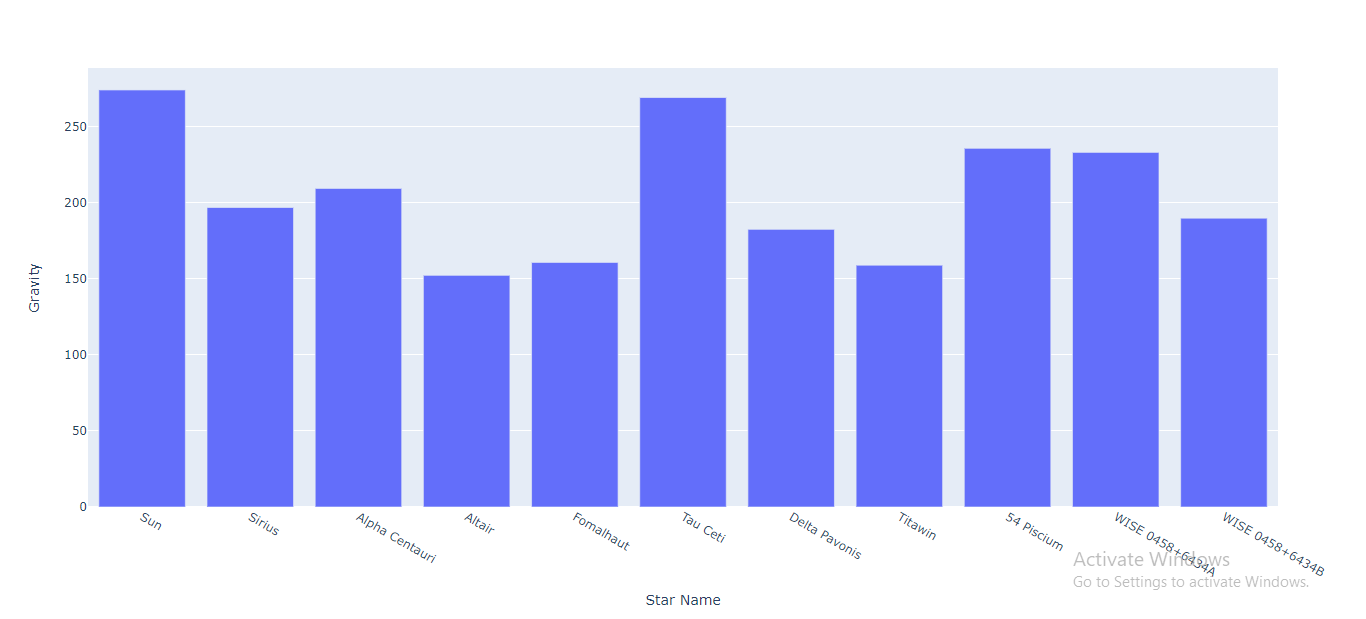 250
200
150
100
50
0
Gravity
Sun
Sirius
Alpha Centauri
Altair
Fomalhaut
Tau Ceti
Delta Pavonis
Titawin
54 Piscium
WISE 0458+6434A
WISE 0458+6434B
Star Name
Activate Windows
Go to Settings to activate Windows.